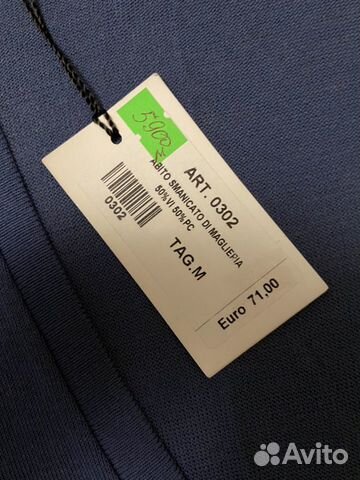 5900
ART. 0302
ABITO SMANICATO DI MAGLIERIA
50%VI 50%PC
0302
TAG.M
Euro 71,00
Avito